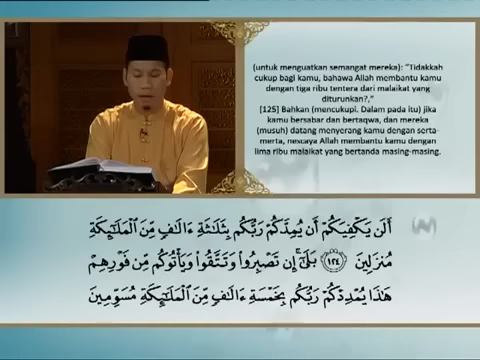 (untuk menguatkan semangat mereka): "Tidakkah
cukup bagi kamu, bahawa Allah membantu kamu
dengan tiga ribu tentera dari malaikat yang
diturunkan?,"
[125] Bahkan (mencukupi. Dalam pada itu) jika
kamu bersabar dan bertaqwa, dan mereka
(musuh) datang menyerang kamu dengan serta-
merta, nescaya Allah membantu kamu dengan
lima ribu malaikat yang bertanda masing-masing.
أَلَن يَكْفِيَكُمْ أَن يُمِدَّكُمْ رَبُّكُم بِثَلَـٰثَةِ ءَالَـٰفٍ مِّنَ ٱلْمَلَـٰٓئِكَةِ
مُنزَلِينَ ١٢٤ بَلَىٰٓ ۚ إِن تَصْبِرُوا۟ وَتَتَّقُوا۟ وَيَأْتُوكُم مِّن فَوْرِهِمْ
هَـٰذَا يُمْدِدْكُمْ رَبُّكُم بِخَمْسَةِ ءَالَـٰفٍ مِّنَ ٱلْمَلَـٰٓئِكَةِ مُسَوِّمِينَ